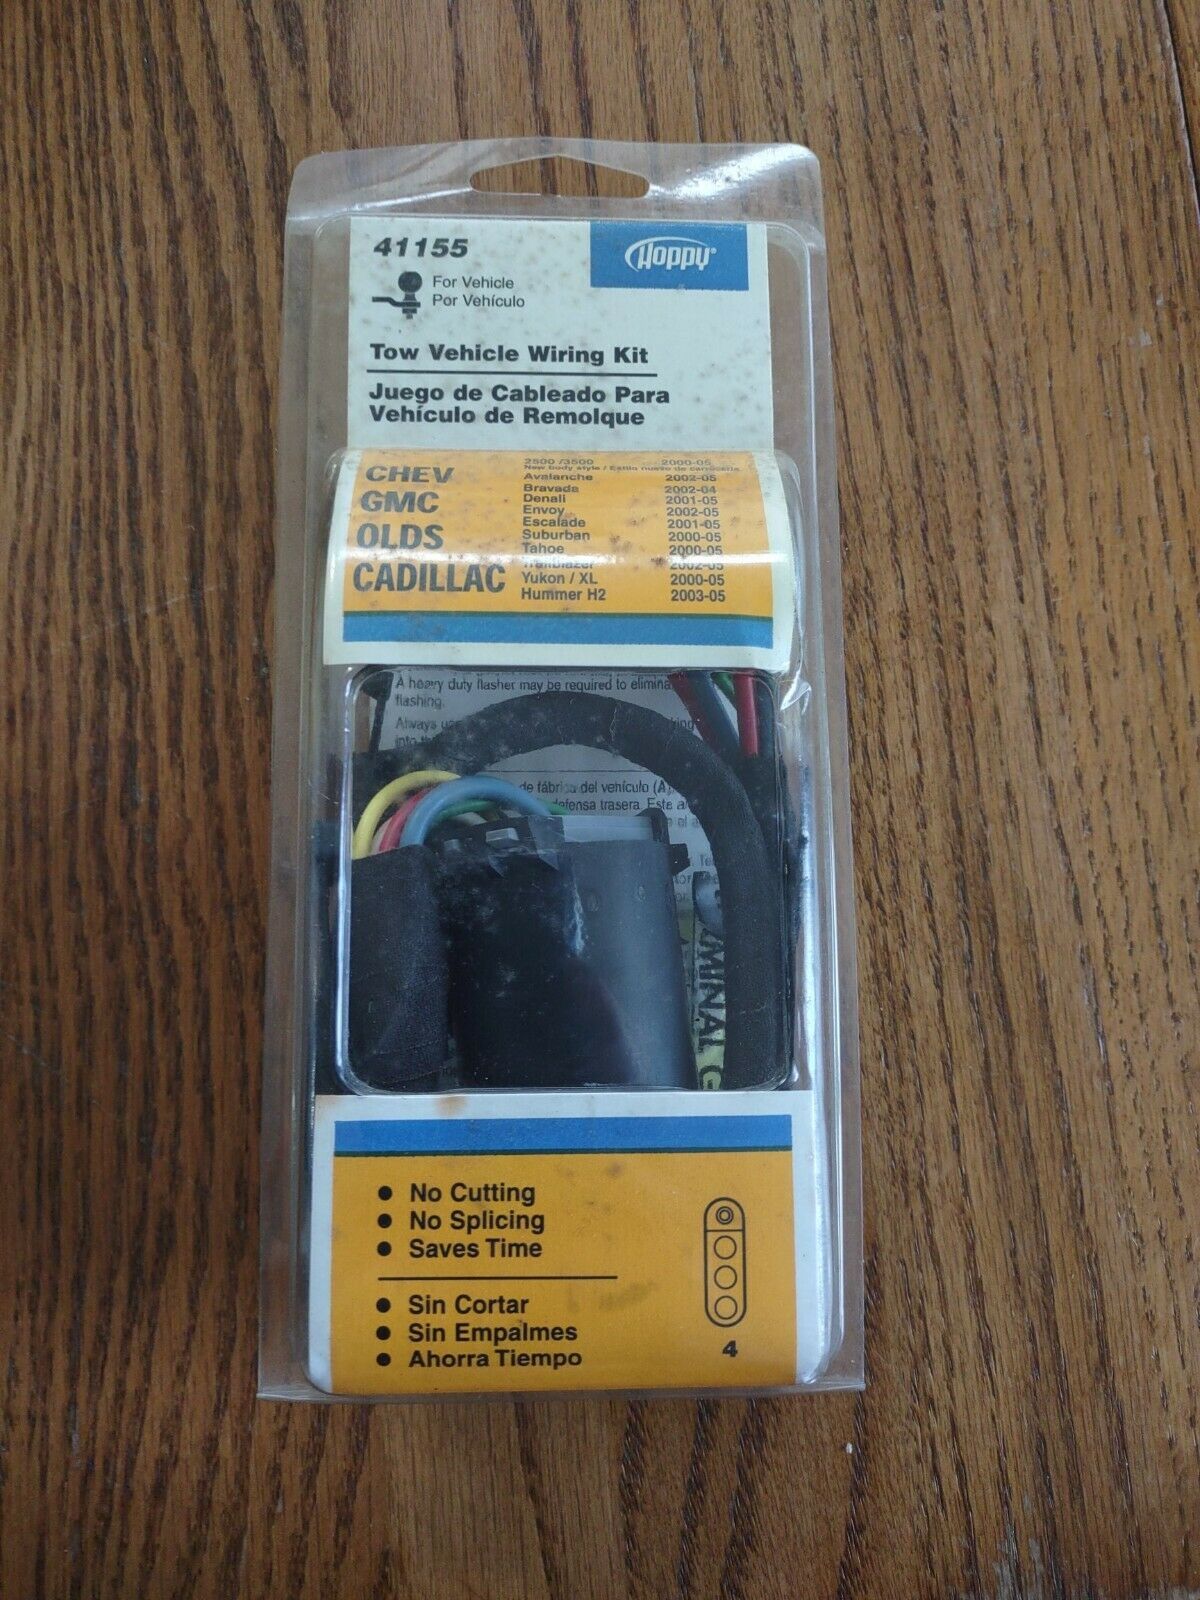 41155
Hoppy®
For Vehicle
Por Vehículo
Tow Vehicle Wiring Kit
Juego de Cableado Para
Vehículo de Remolque
CHEV
GMC
OLDS
CADILLAC
2500 /3500 2000-05
New body style / Estilo nuevo de carrocería
Avalanche 2002-05
Bravada 2002-04
Denali 2001-05
Envoy 2002-05
Escalade 2001-05
Suburban 2000-05
Tahoe 2000-05
Trailblazer 2002-05
Yukon / XL 2000-05
Hummer H2 2003-05
A heavy duty flasher may be required to elimina
flashing.
Always
de fábrica del vehículo (A
defensa trasera. Este a
MINAL G
• No Cutting
• No Splicing
• Saves Time
• Sin Cortar
• Sin Empalmes
• Ahorra Tiempo
4